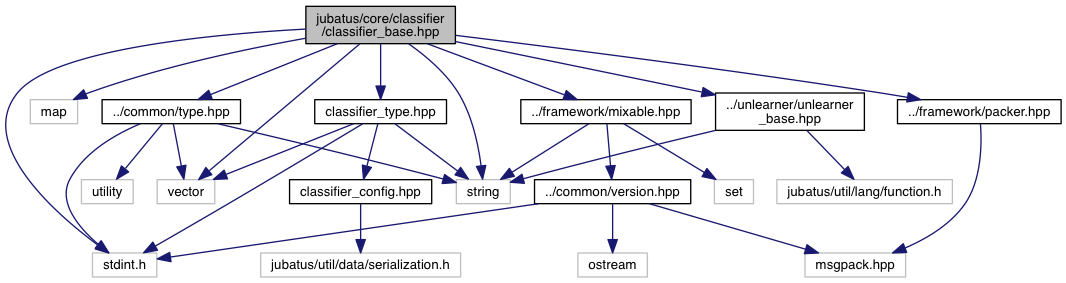 jubatus/core/classifier
/classifier_base.hpp
map
../common/type.hpp
classifier_type.hpp
../framework/mixable.hpp
../unlearner/unlearner
_base.hpp
../framework/packer.hpp
utility
vector
classifier_config.hpp
string
../common/version.hpp
set
jubatus/util/lang/function.h
stdint.h
jubatus/util/data/serialization.h
ostream
msgpack.hpp